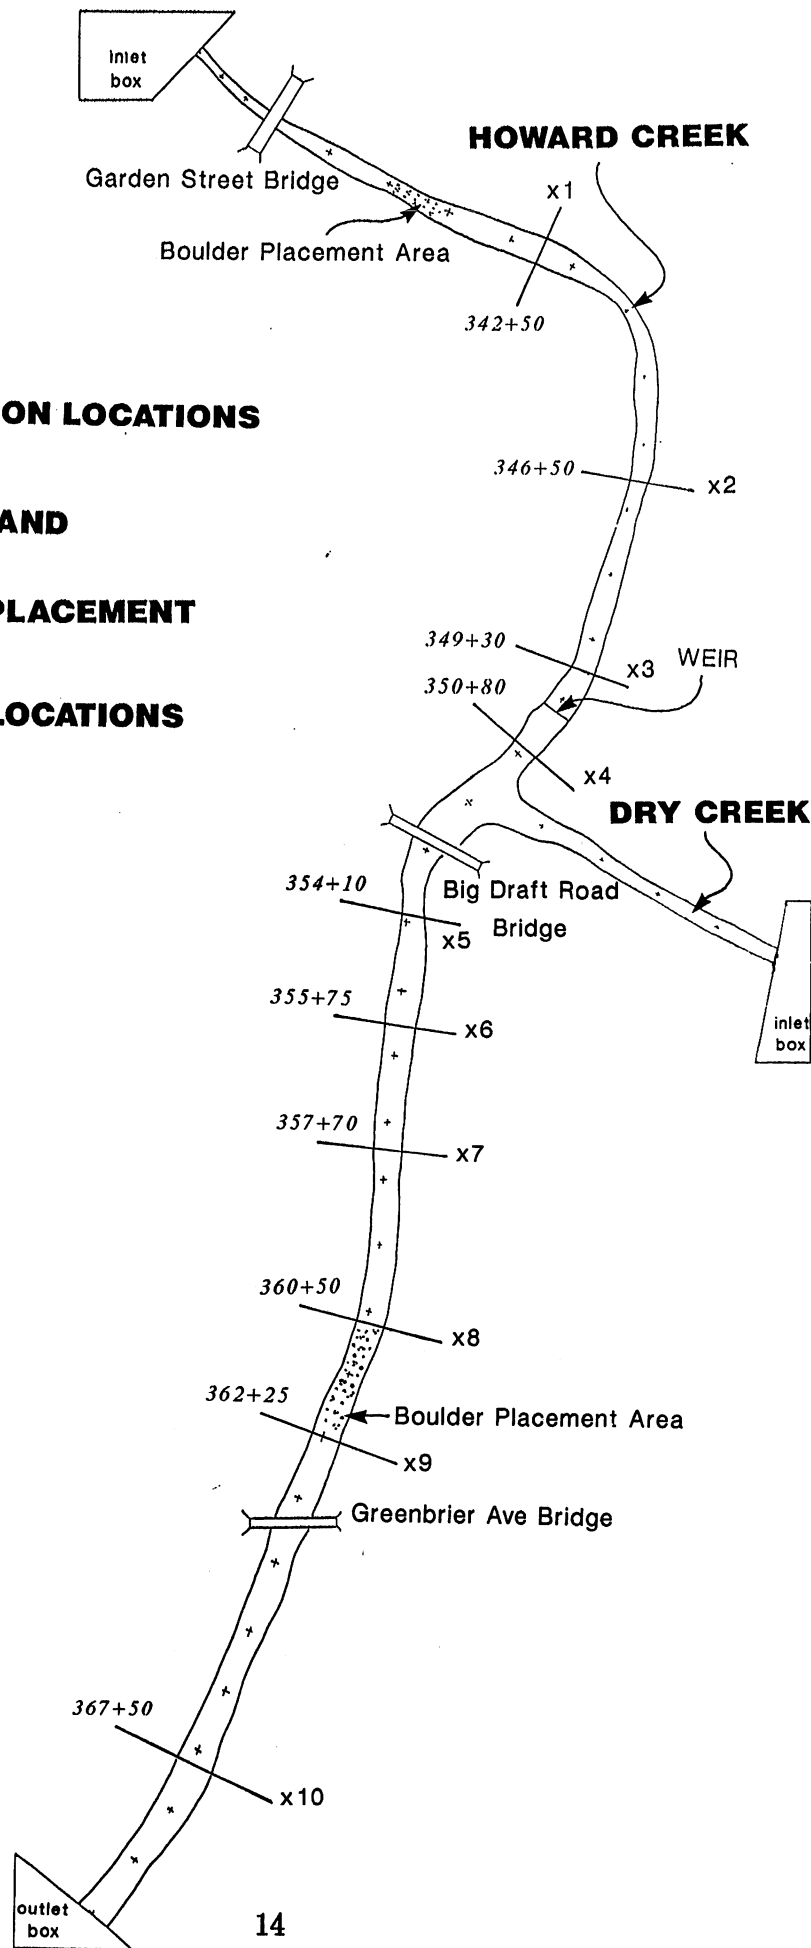 inlet
box
HOWARD CREEK
Garden Street Bridge
x1
Boulder Placement Area
342+50
ON LOCATIONS
346+50
x2
AND
PLACEMENT
349+30
x3
WEIR
350+80
LOCATIONS
x4
DRY CREEK
354+10
Big Draft Road
Bridge
x5
355+75
x6
inlet
box
357+70
x7
360+50
x8
362+25
Boulder Placement Area
x9
Greenbrier Ave Bridge
367+50
x10
outlet
box
14